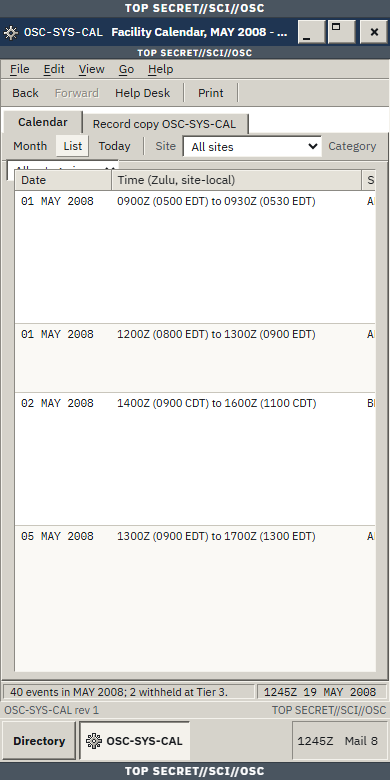 TOP SECRET//SCI//OSC
OSC-SYS-CAL Facility Calendar, MAY 2008 - ...
TOP SECRET//SCI//OSC
File Edit View Go Help
Back Forward Help Desk Print
Calendar Record copy OSC-SYS-CAL
Month List Today Site All sites Category
Date Time (Zulu, site-local) S
01 MAY 2008 0900Z (0500 EDT) to 0930Z (0530 EDT) A
01 MAY 2008 1200Z (0800 EDT) to 1300Z (0900 EDT) A
02 MAY 2008 1400Z (0900 CDT) to 1600Z (1100 CDT)
05 MAY 2008 1300Z (0900 EDT) to 1700Z (1300 EDT) A
40 events in MAY 2008; 2 withheld at Tier 3. 1245Z 19 MAY 2008
OSC-SYS-CAL rev 1 TOP SECRET//SCI//OSC
Directory OSC-SYS-CAL 1245Z Mail 8
TOP SECRET//SCI//OSC